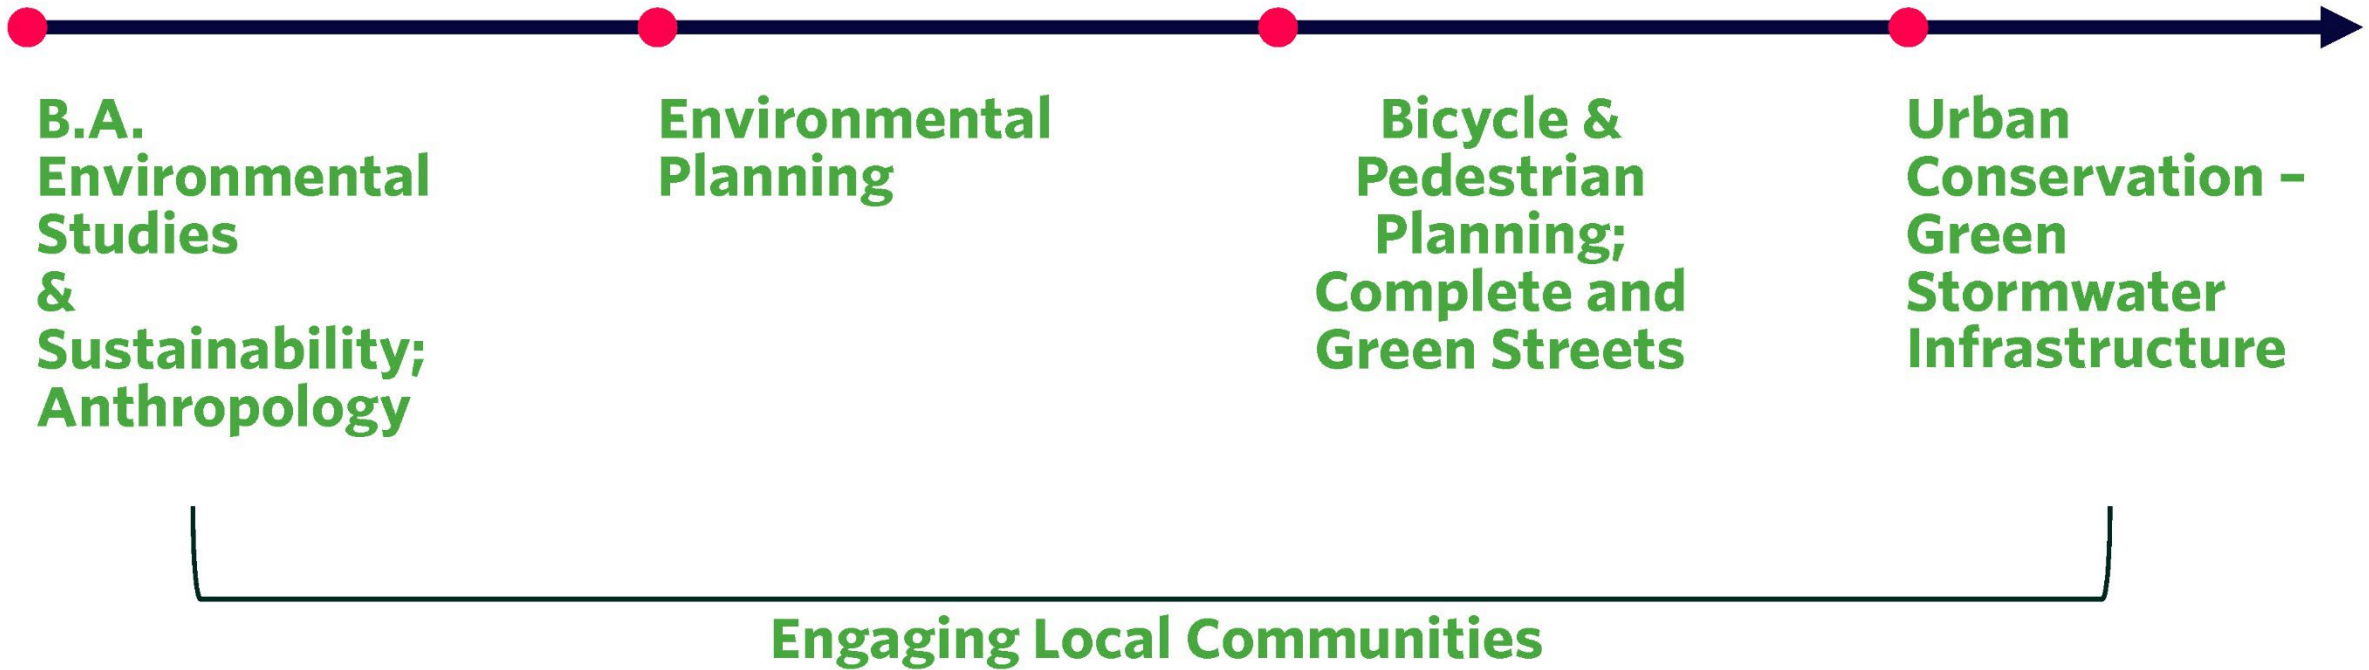 B.A.
Environmental
Studies
&
Sustainability;
Anthropology
Environmental
Planning
Bicycle &
Pedestrian
Planning;
Complete and
Green Streets
Urban
Conservation –
Green
Stormwater
Infrastructure
Engaging Local Communities